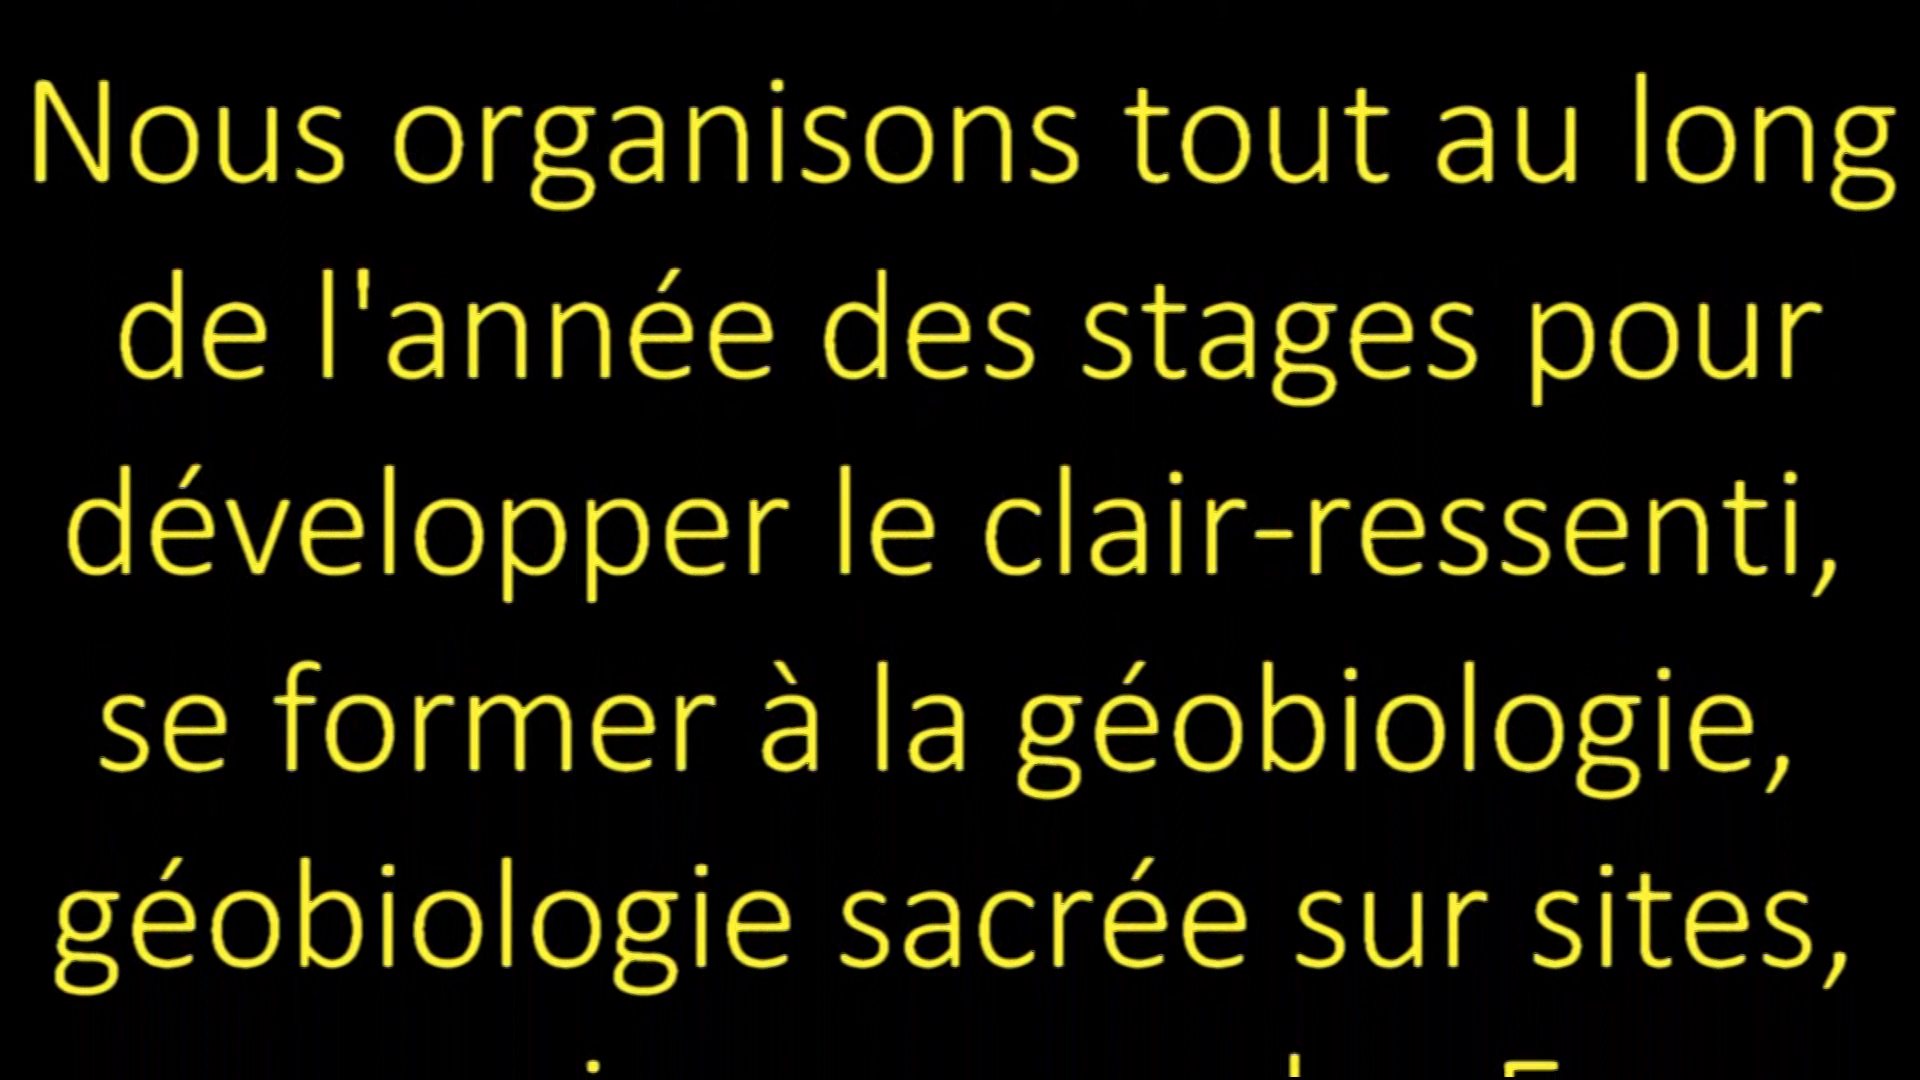 Nous organisons tout au long
de l'année des stages pour
développer le clair-ressenti,
se former à la géobiologie,
géobiologie sacrée sur sites,